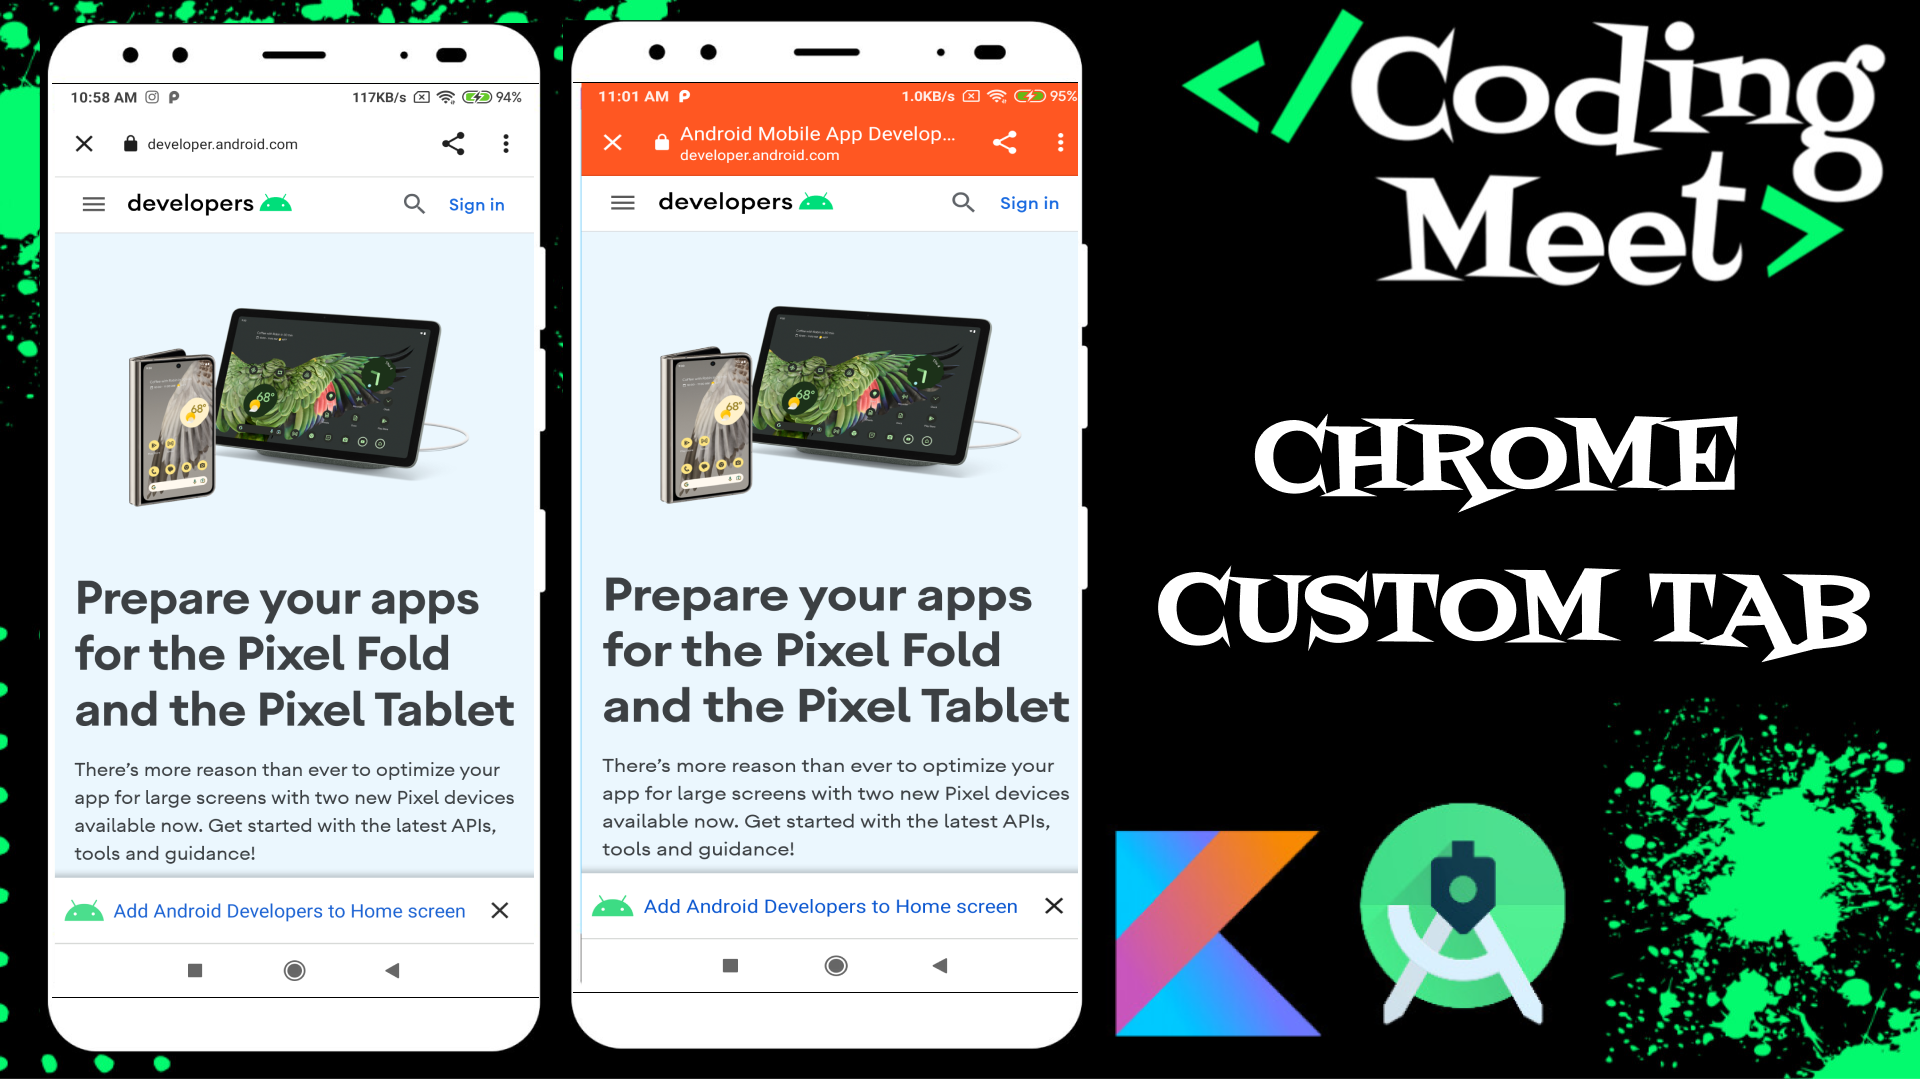 10:58 AM
117KB/s
94%
developer.android.com
developers
Sign in
68°
68°
Prepare your apps
for the Pixel Fold
and the Pixel Tablet
There's more reason than ever to optimize your
app for large screens with two new Pixel devices
available now. Get started with the latest APIs,
tools and guidance!
Add Android Developers to Home screen
11:01 AM
1.0KB/s
95%
Android Mobile App Develop...
developer.android.com
developers
Sign in
68°
68°
Prepare your apps
for the Pixel Fold
and the Pixel Tablet
There's more reason than ever to optimize your
app for large screens with two new Pixel devices
available now. Get started with the latest APIs,
tools and guidance!
Add Android Developers to Home screen
</Coding
Meet>
CHROME
CUSTOM TAB